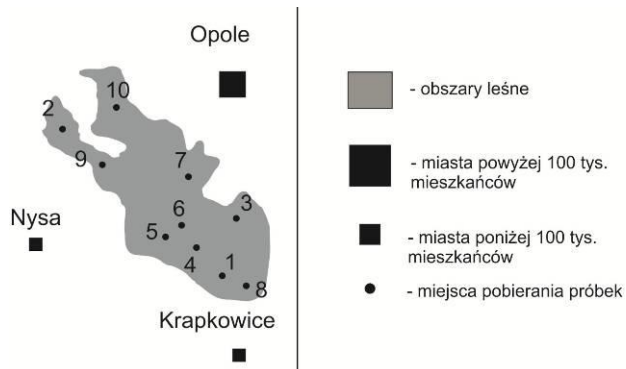 Opole
10
2
9
7
3
6
5
4
1
8
Nysa
Krapkowice
- obszary leśne
- miasta powyżej 100 tys.
mieszkańców
- miasta poniżej 100 tys.
mieszkańców
- miejsca pobierania próbek